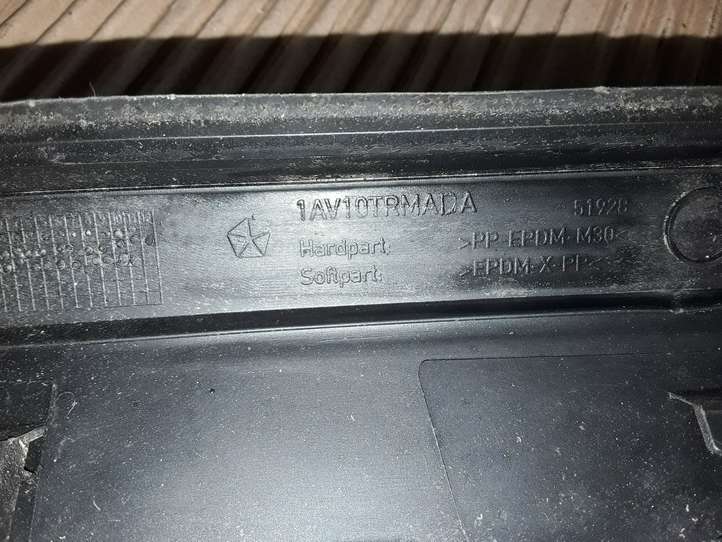 1AV10TRMADA 51928
Hardpart: >PP-EPDM-M30<
Softpart: >EPDM-X-PP<